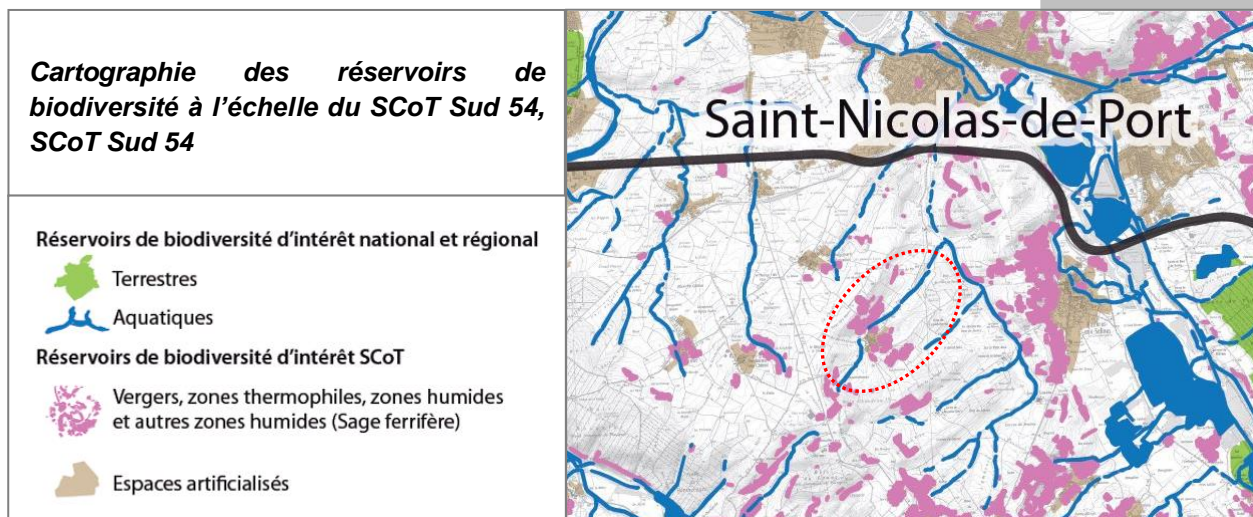 Cartographie des réservoirs de
biodiversité à l'échelle du SCoT Sud 54,
SCoT Sud 54
Réservoirs de biodiversité d'intérêt national et régional
Terrestres
Aquatiques
Réservoirs de biodiversité d'intérêt SCoT
Vergers, zones thermophiles, zones humides
et autres zones humides (Sage ferrifère)
Espaces artificialisés
Saint-Nicolas-de-Port